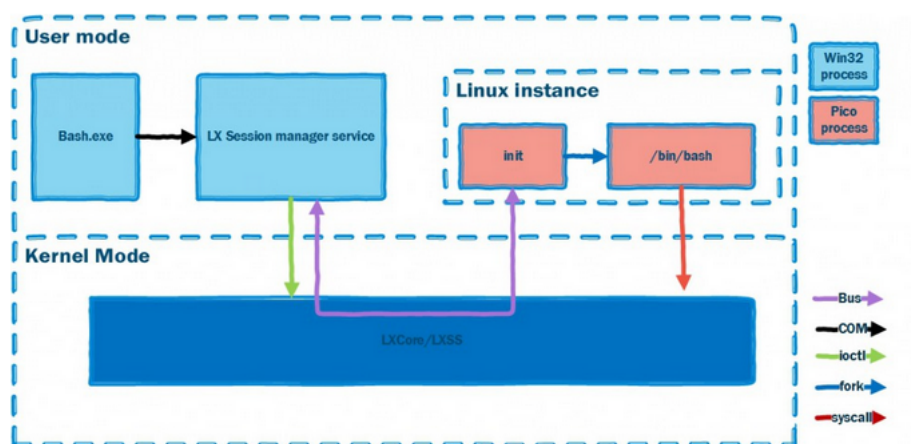 User mode
Win32
process
Linux instance
Pico
process
Bash.exe
LX Session manager service
init
/bin/bash
Kernel Mode
Bus
COM
LXCore/LXSS
ioctl
fork
syscall